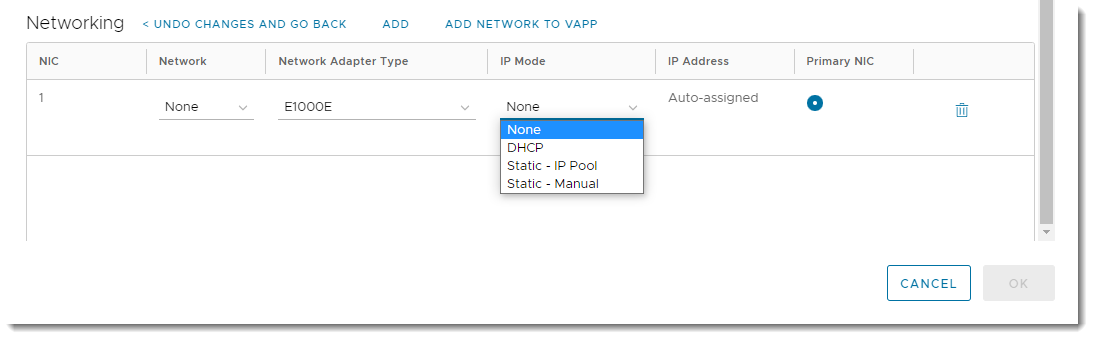 Networking < UNDO CHANGES AND GO BACK ADD ADD NETWORK TO VAPP
NIC Network Network Adapter Type IP Mode IP Address Primary NIC
1 None E1000E None Auto-assigned
None
DHCP
Static - IP Pool
Static - Manual
CANCEL OK